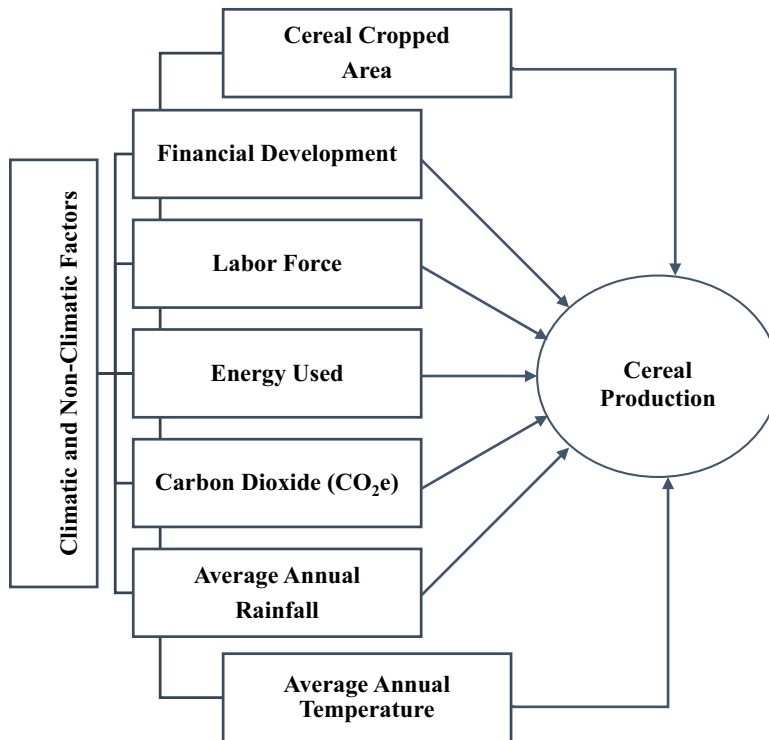 Cereal Cropped
Area
Financial Development
Labor Force
Energy Used
Carbon Dioxide (CO₂e)
Average Annual
Rainfall
Average Annual
Temperature
Climatic and Non-Climatic Factors
Cereal
Production